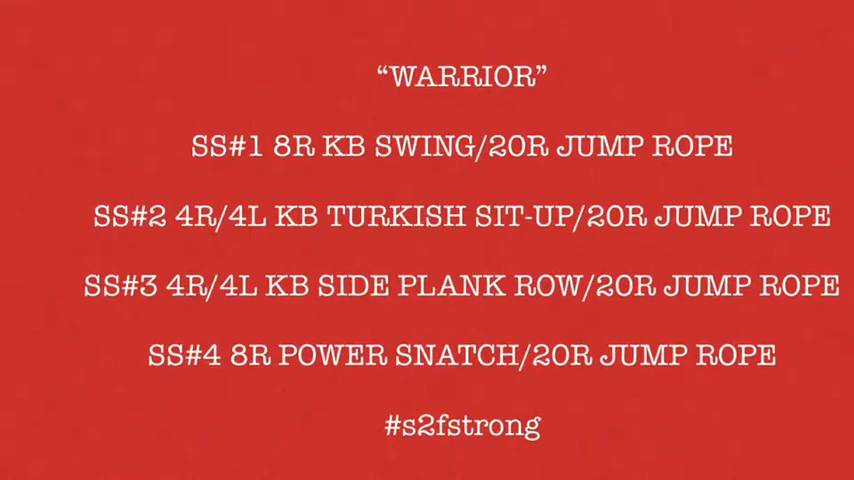 “WARRIOR”
SS#1 8R KB SWING/20R JUMP ROPE
SS#2 4R/4L KB TURKISH SIT-UP/20R JUMP ROPE
SS#3 4R/4L KB SIDE PLANK ROW/20R JUMP ROPE
SS#4 8R POWER SNATCH/20R JUMP ROPE
#s2fstrong